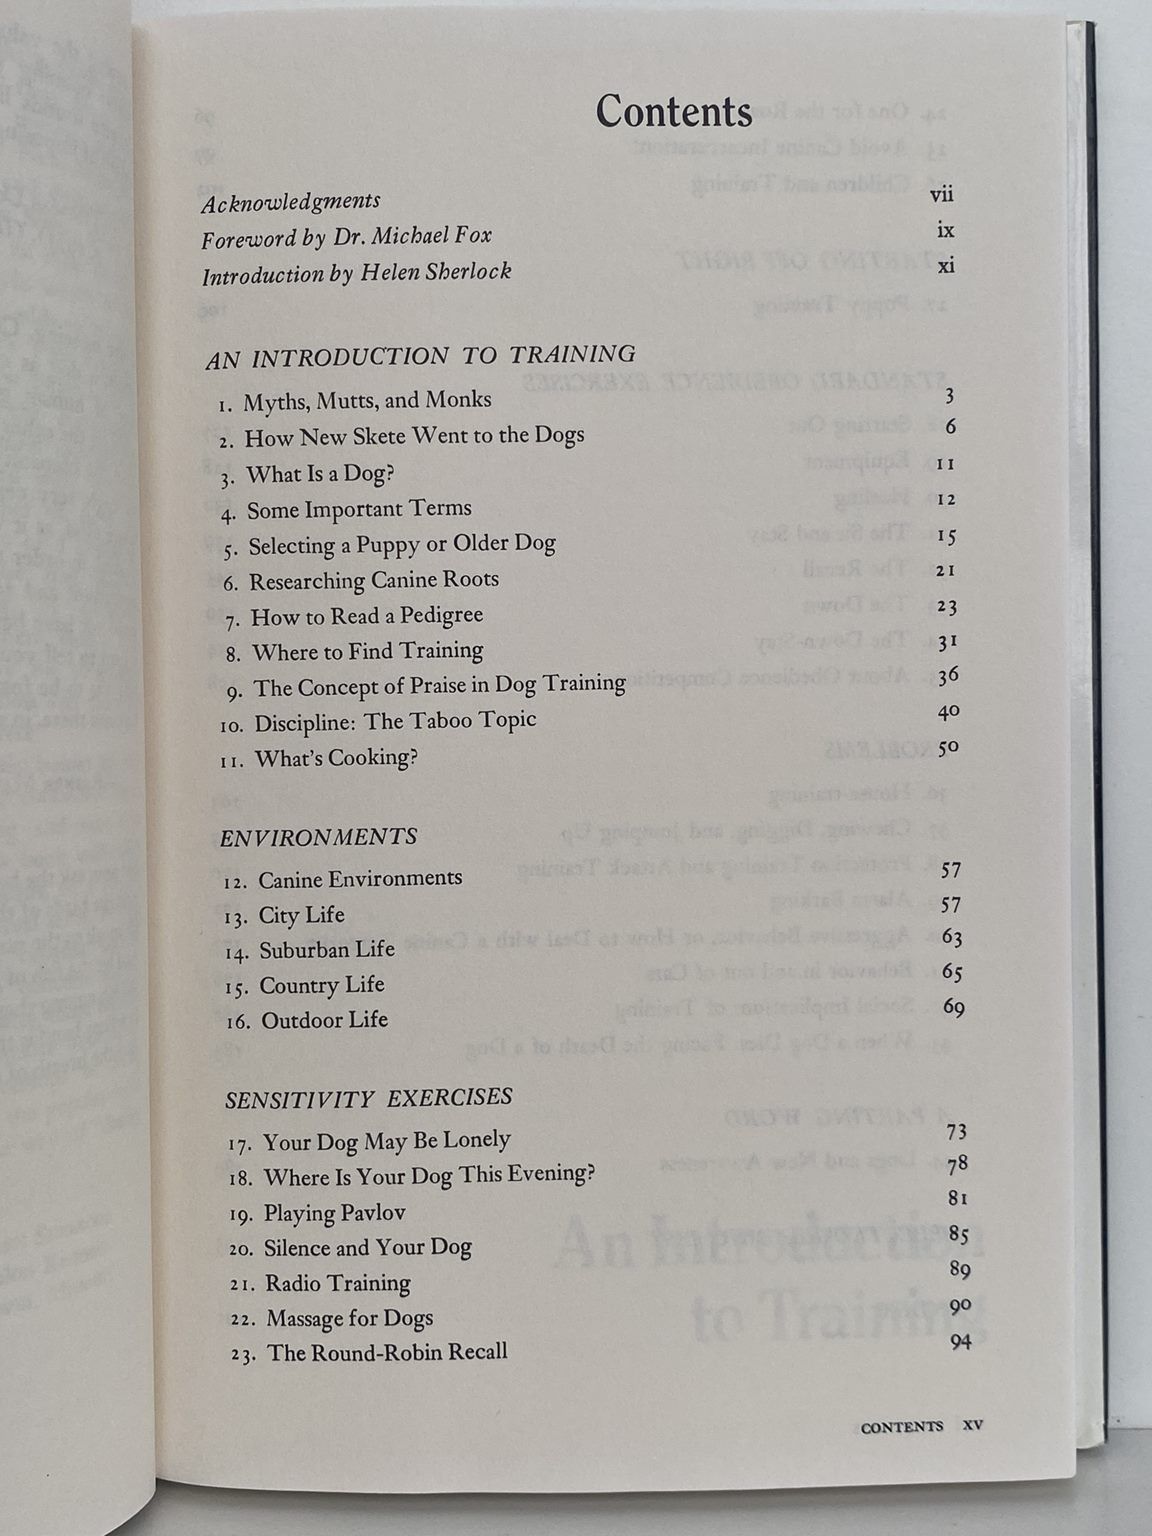 Contents
Acknowledgments vii
Foreword by Dr. Michael Fox ix
Introduction by Helen Sherlock xi
AN INTRODUCTION TO TRAINING
1. Myths, Mutts, and Monks 3
2. How New Skete Went to the Dogs 6
3. What Is a Dog? 11
4. Some Important Terms 12
5. Selecting a Puppy or Older Dog 15
6. Researching Canine Roots 21
7. How to Read a Pedigree 23
8. Where to Find Training 31
9. The Concept of Praise in Dog Training 36
10. Discipline: The Taboo Topic 40
11. What's Cooking? 50
ENVIRONMENTS
12. Canine Environments 57
13. City Life 57
14. Suburban Life 63
15. Country Life 65
16. Outdoor Life 69
SENSITIVITY EXERCISES
17. Your Dog May Be Lonely 73
18. Where Is Your Dog This Evening? 78
19. Playing Pavlov 81
20. Silence and Your Dog 85
21. Radio Training 89
22. Massage for Dogs 90
23. The Round-Robin Recall 94
CONTENTS XV